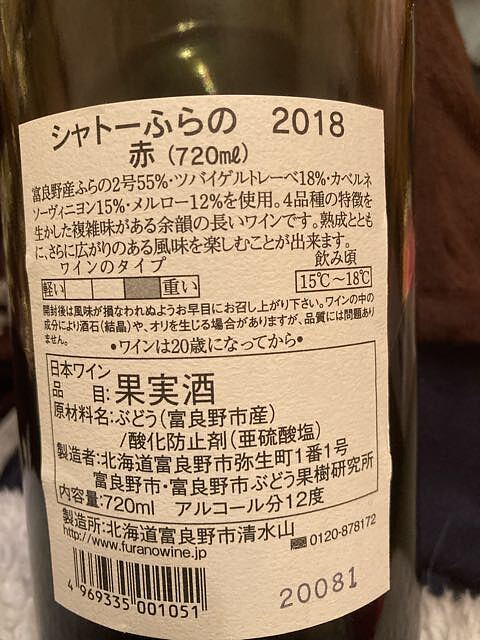 シャトーふらの 2018
赤 (720mℓ)
富良野産ふらの2号55%・ツバイゲルトレーベ18%・カベルネ
ソーヴィニヨン15%・メルロー12%を使用。4品種の特徴を
生かした複雑味がある余韻の長いワインです。熟成ととも
に、さらに広がりのある風味を楽しむことが出来ます。
ワインのタイプ 飲み頃
軽い 重い 15℃〜18℃
開封後は風味が損なわれぬようお早目にお召し上がり下さい。ワインの中の
成分により酒石(結晶)や、オリを生じる場合がありますが、品質には問題あり
ません。
・ワインは20歳になってから・
日本ワイン
品 目:果実酒
原材料名:ぶどう(富良野市産)
/酸化防止剤(亜硫酸塩)
製造者:北海道富良野市弥生町1番1号
富良野市・富良野市ぶどう果樹研究所
内容量:720ml アルコール分12度
製造所:北海道富良野市清水山
http://www.furanowine.jp 0120-878172
4 969335 001051
20081